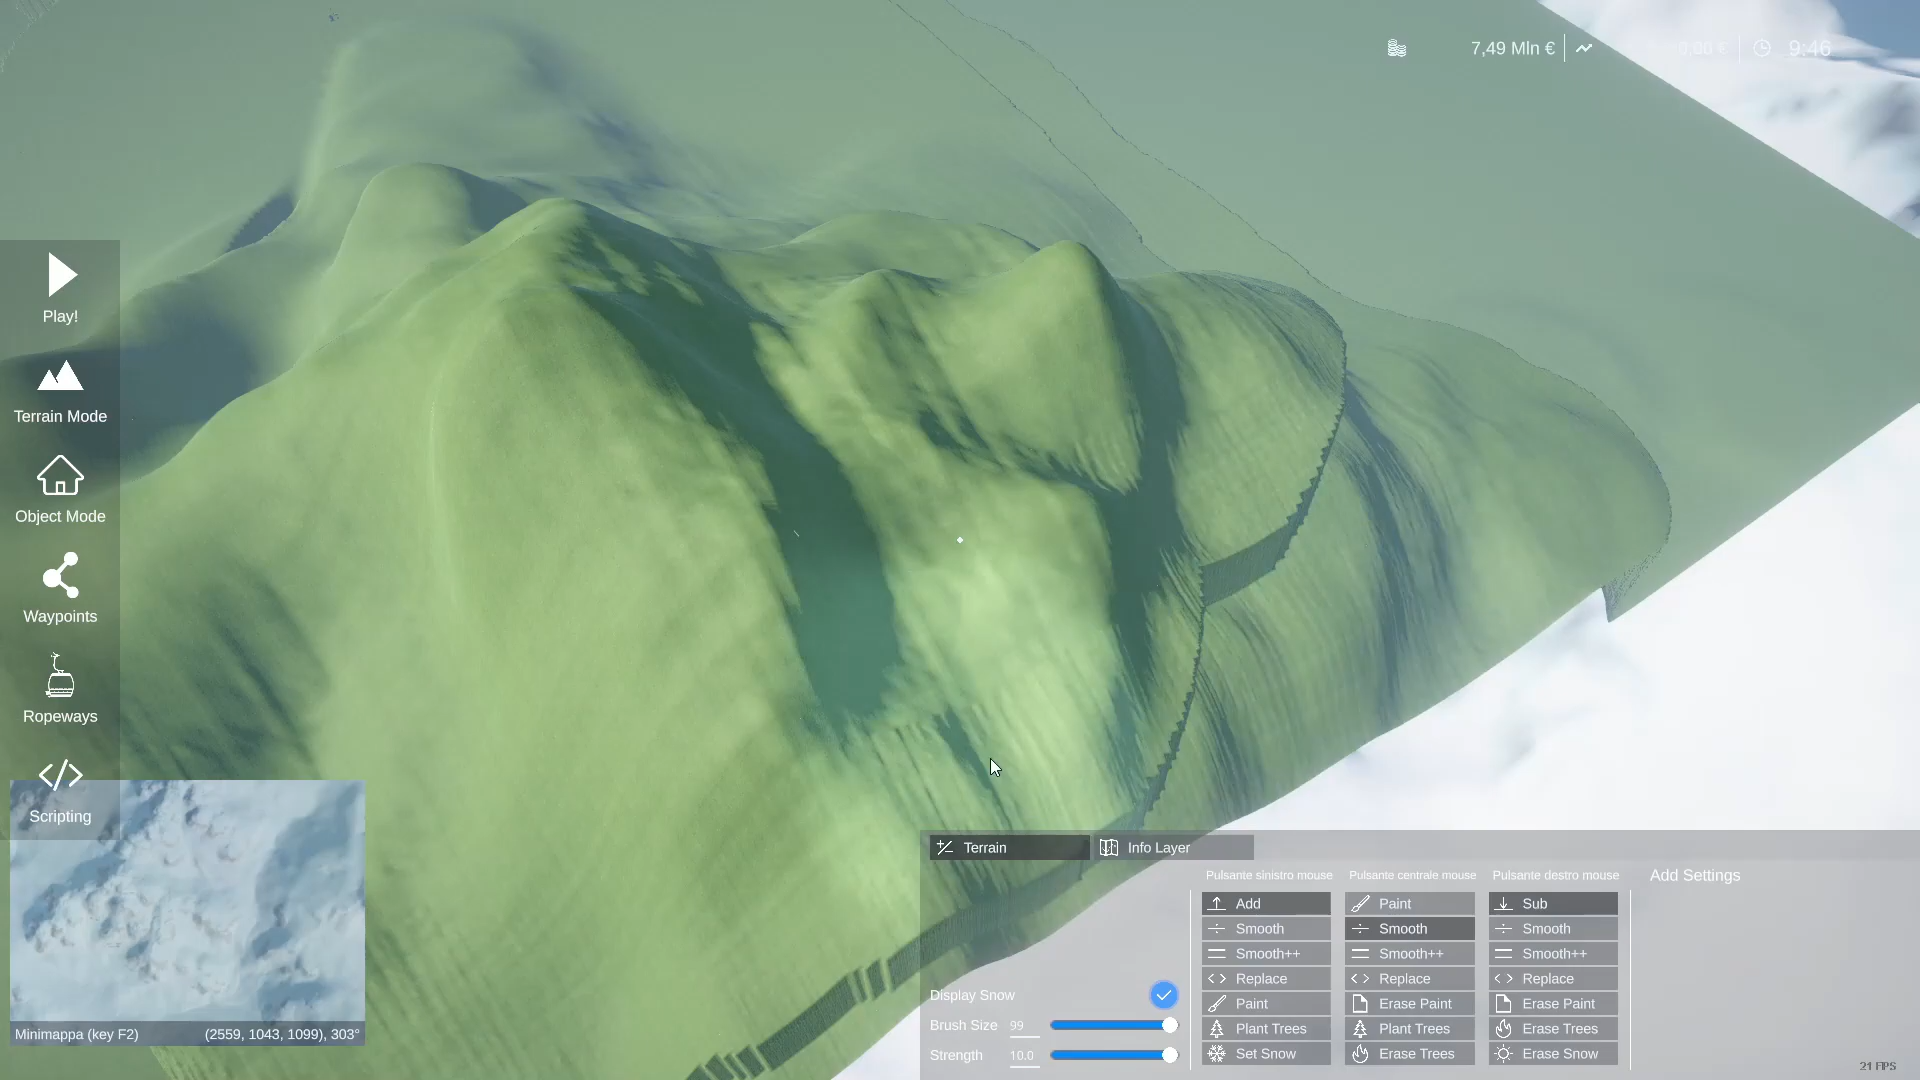 7,49 Mln €
0,00 €
9:46
Play!
Terrain Mode
Object Mode
Waypoints
Ropeways
Scripting
Minimappa (key F2) (2559, 1043, 1099), 303°
Terrain
Info Layer
Display Snow
Brush Size 99
Strength 10.0
Pulsante sinistro mouse
Add
Smooth
Smooth++
Replace
Paint
Plant Trees
Set Snow
Pulsante centrale mouse
Paint
Smooth
Smooth++
Replace
Erase Paint
Plant Trees
Erase Trees
Pulsante destro mouse
Sub
Smooth
Smooth++
Replace
Erase Paint
Erase Trees
Erase Snow
Add Settings
21 FPS